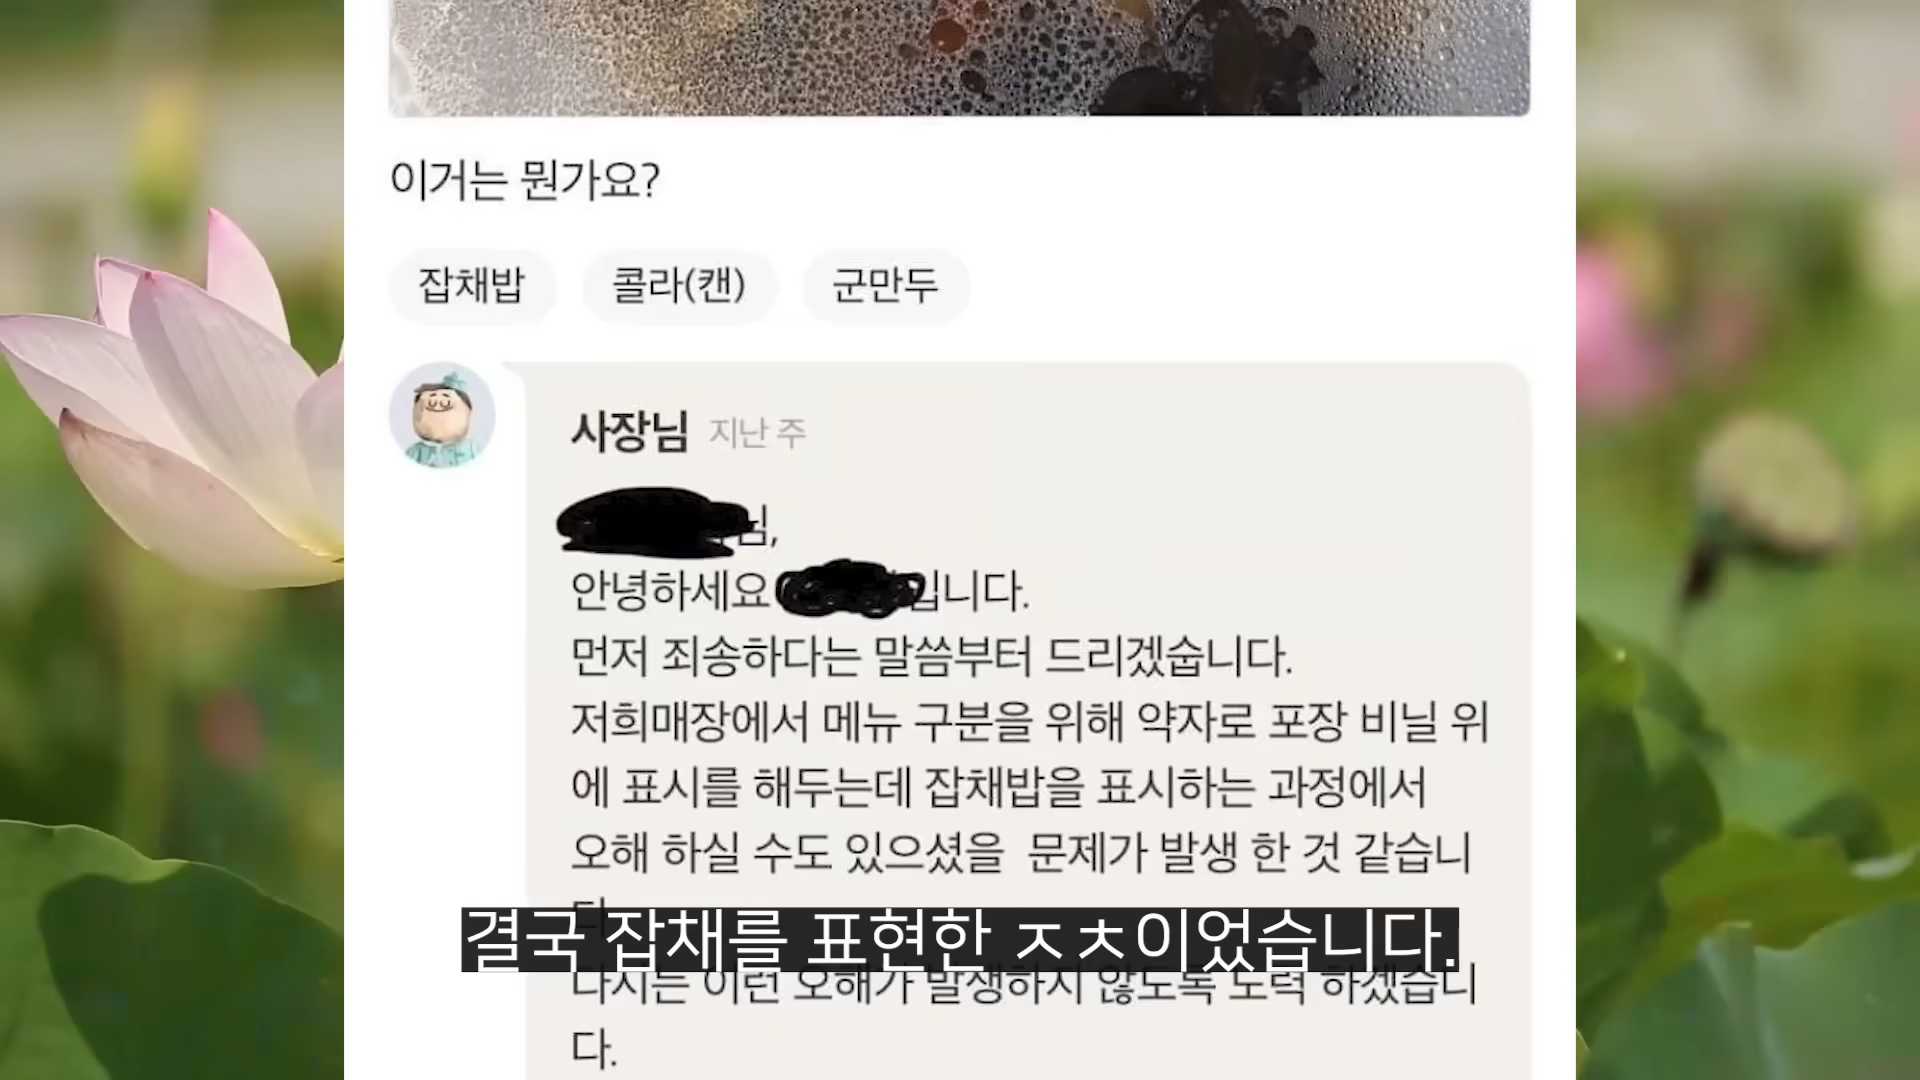 이거는 뭔가요?
잡채밥 콜라(캔) 군만두
사장님 지난 주
님,
안녕하세요 입니다.
먼저 죄송하다는 말씀부터 드리겠숩니다.
저희매장에서 메뉴 구분을 위해 약자로 포장 비닐 위
에 표시를 해두는데 잡채밥을 표시하는 과정에서
오해 하실 수도 있으셨을 문제가 발생 한 것 같습니
다.
결국 잡채를 표현한 ㅈㅊ이었습니다.
다시는 이런 오해가 발생하지 않도록 노력 하겠습니
다.